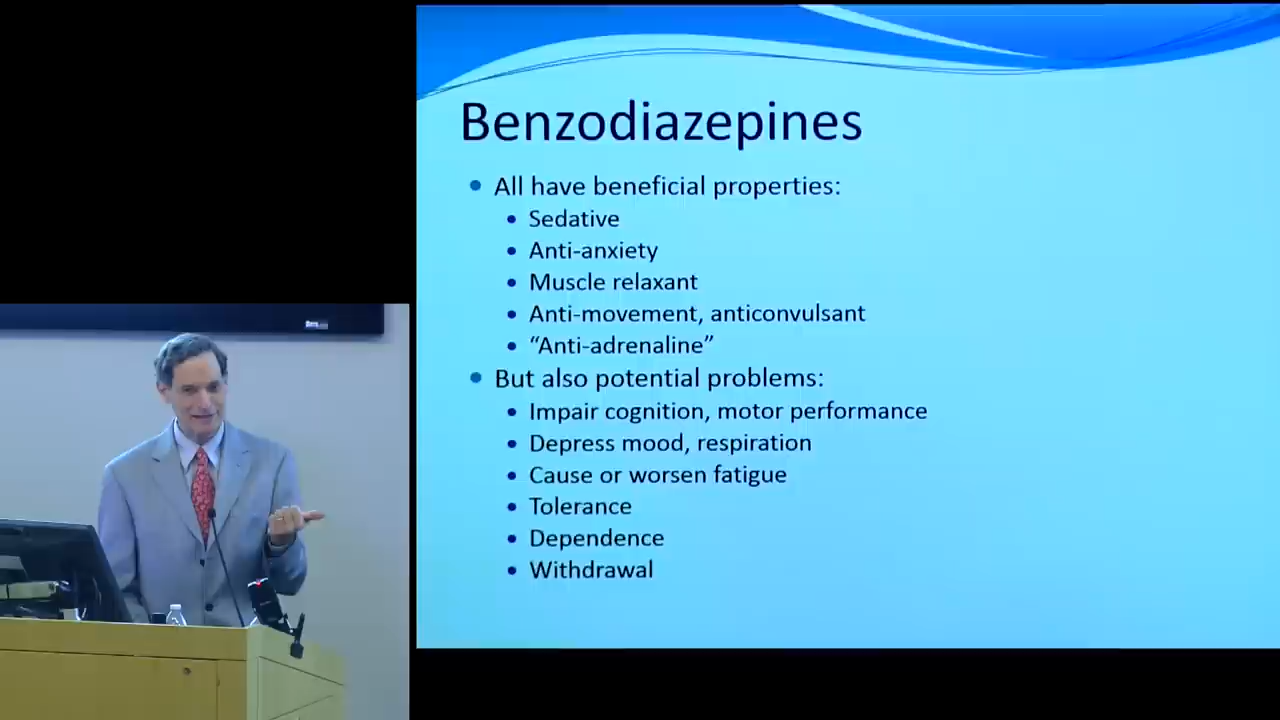 Benzodiazepines
All have beneficial properties:
Sedative
Anti-anxiety
Muscle relaxant
Anti-movement, anticonvulsant
“Anti-adrenaline”
But also potential problems:
Impair cognition, motor performance
Depress mood, respiration
Cause or worsen fatigue
Tolerance
Dependence
Withdrawal